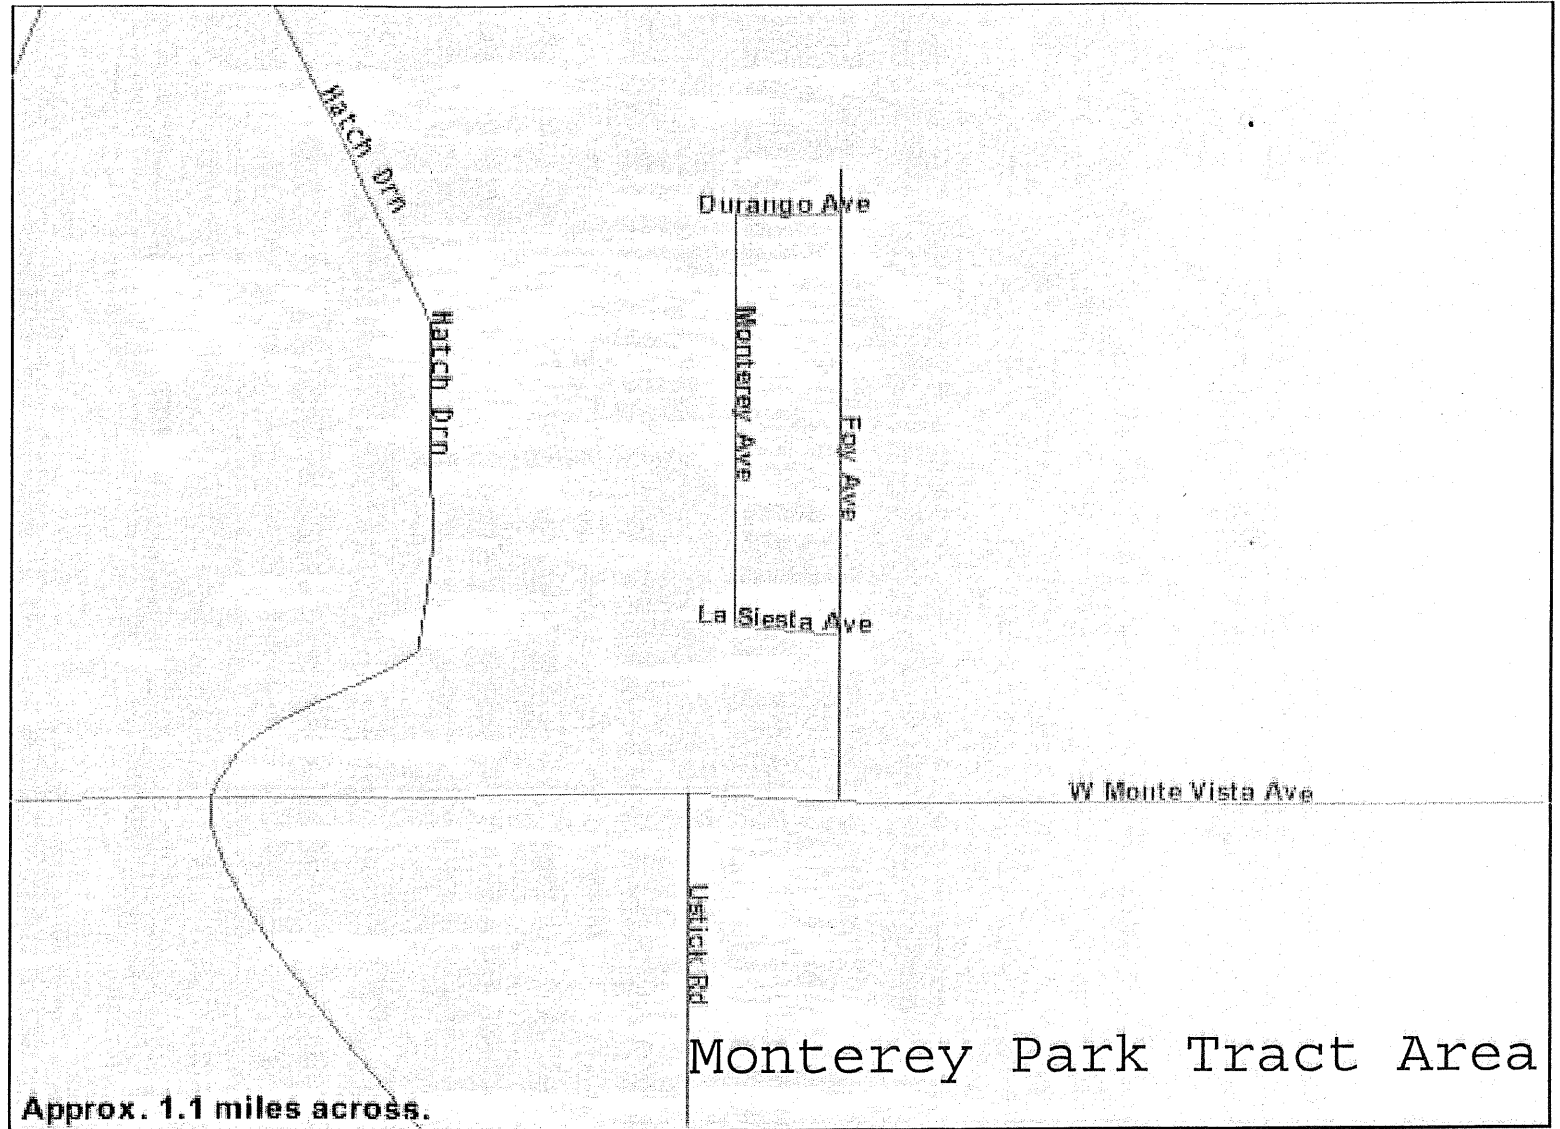 Hatch Drn
Durango Ave
Hatch Drn
Monterey Ave
Foy Ave
La Siesta Ave
W Monte Vista Ave
Ustick Rd
Monterey Park Tract Area
Approx. 1.1 miles across.